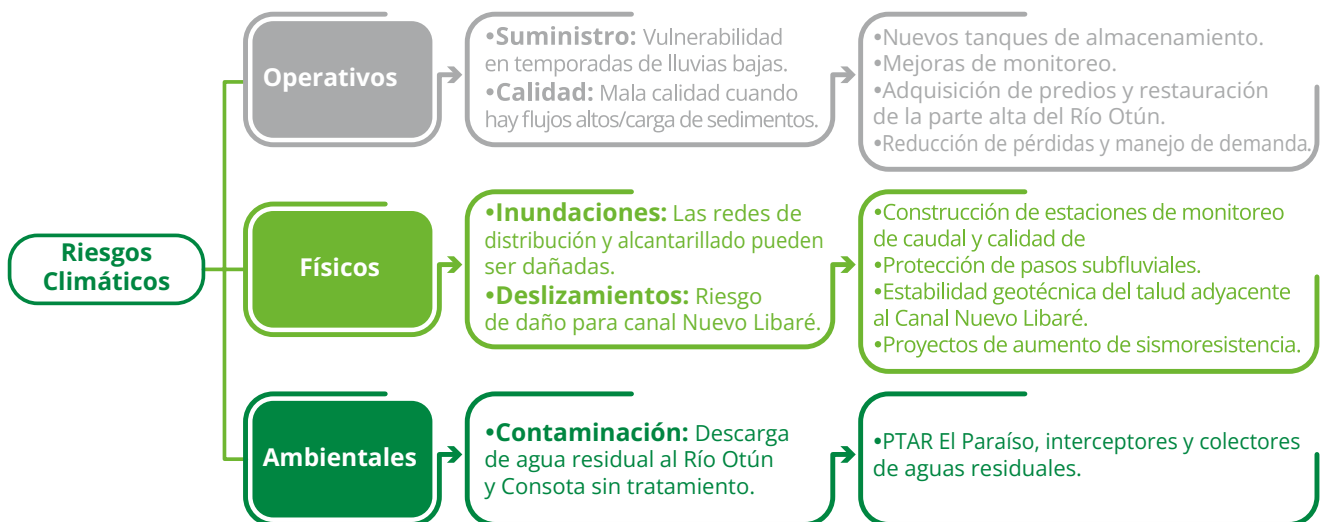 Riesgos
Climáticos
Operativos
•Suministro: Vulnerabilidad
en temporadas de lluvias bajas.
•Calidad: Mala calidad cuando
hay flujos altos/carga de sedimentos.
•Nuevos tanques de almacenamiento.
•Mejoras de monitoreo.
•Adquisición de predios y restauración
de la parte alta del Río Otún.
•Reducción de pérdidas y manejo de demanda.
Físicos
•Inundaciones: Las redes de
distribución y alcantarillado pueden
ser dañadas.
•Deslizamientos: Riesgo
de daño para canal Nuevo Libaré.
•Construcción de estaciones de monitoreo
de caudal y calidad de
•Protección de pasos subfluviales.
•Estabilidad geotécnica del talud adyacente
al Canal Nuevo Libaré.
•Proyectos de aumento de sismoresistencia.
Ambientales
•Contaminación: Descarga
de agua residual al Río Otún
y Consota sin tratamiento.
•PTAR El Paraíso, interceptores y colectores
de aguas residuales.